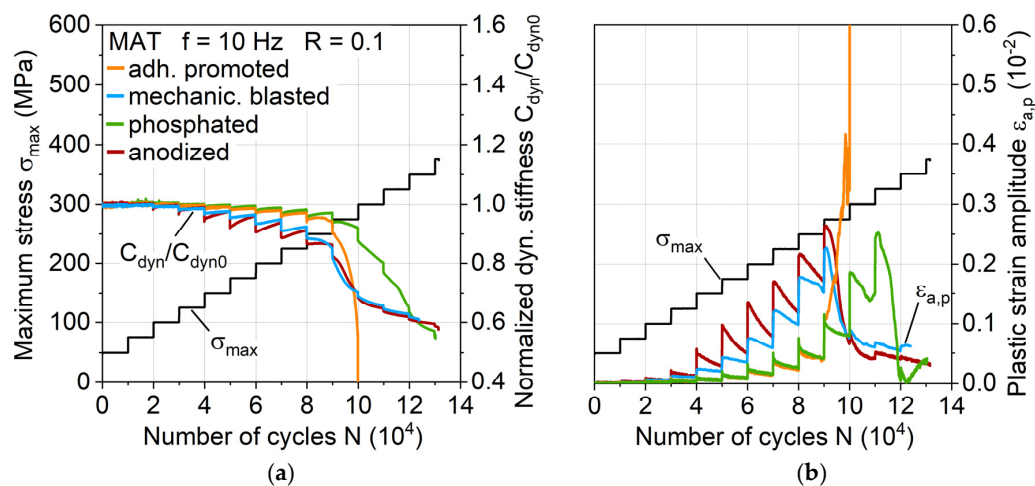 MAT f = 10 Hz R = 0.1
adh. promoted
mechanic. blasted
phosphated
anodized
Maximum stress σmax (MPa)
600
500
400
300
200
100
0
Cdyn/Cdyn0
σmax
0 2 4 6 8 10 12 14
Number of cycles N (10⁴)
1.6
1.4
1.2
1.0
0.8
0.6
0.4
Normalized dyn. stiffness Cdyn/Cdyn0
(a)
σmax
εa,p
0 2 4 6 8 10 12 14
Number of cycles N (10⁴)
0.6
0.5
0.4
0.3
0.2
0.1
0.0
Plastic strain amplitude εa,p (10⁻²)
(b)